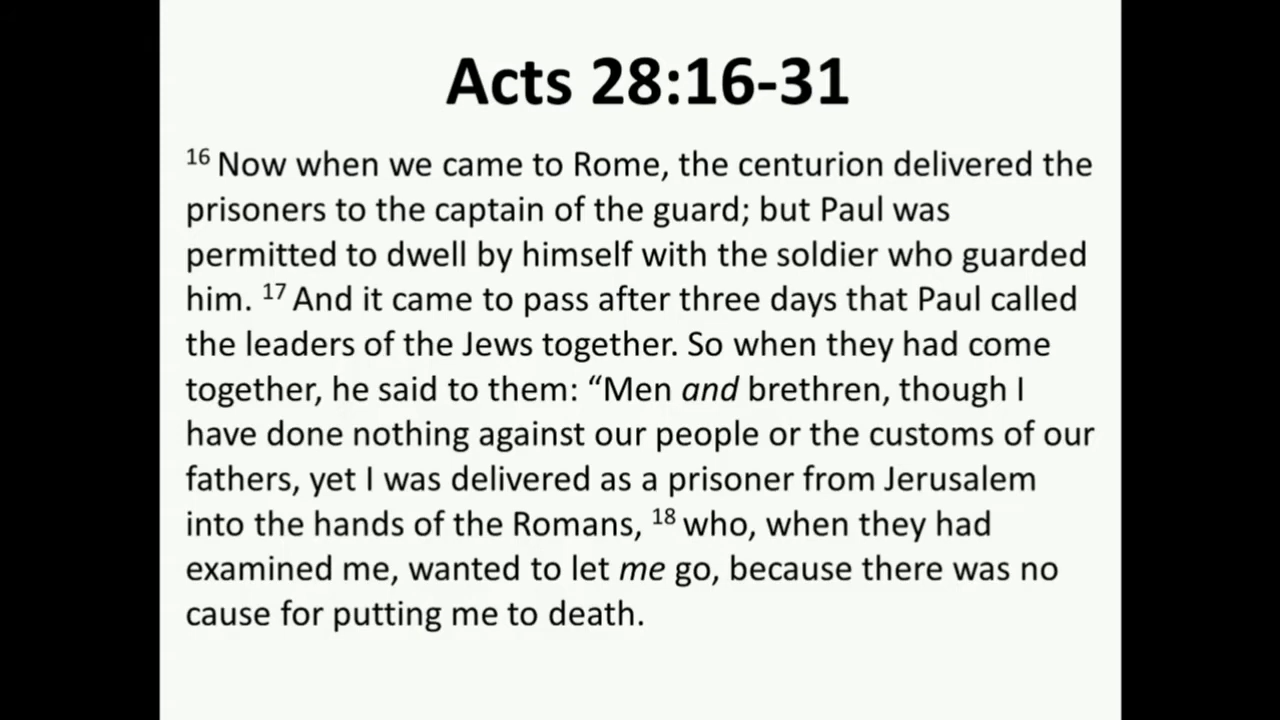 Acts 28:16-31
16 Now when we came to Rome, the centurion delivered the
prisoners to the captain of the guard; but Paul was
permitted to dwell by himself with the soldier who guarded
him. 17 And it came to pass after three days that Paul called
the leaders of the Jews together. So when they had come
together, he said to them: “Men and brethren, though I
have done nothing against our people or the customs of our
fathers, yet I was delivered as a prisoner from Jerusalem
into the hands of the Romans, 18 who, when they had
examined me, wanted to let me go, because there was no
cause for putting me to death.